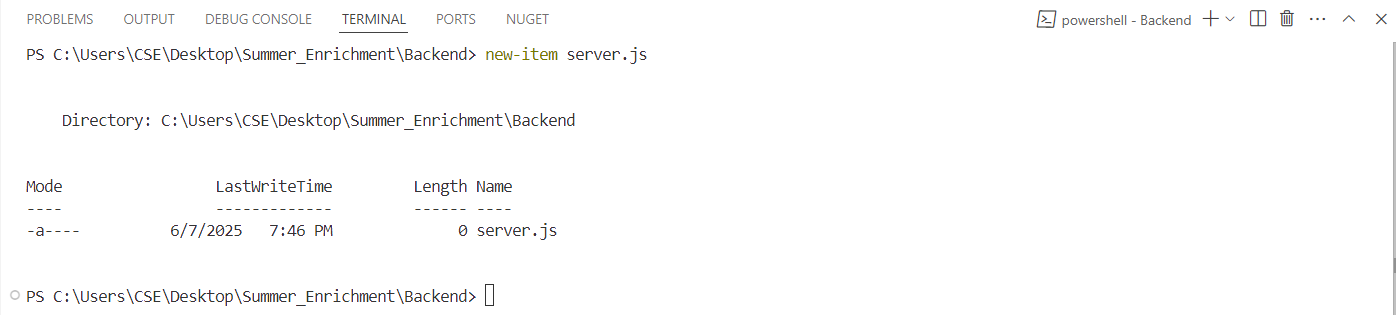 PROBLEMS OUTPUT DEBUG CONSOLE TERMINAL PORTS NUGET powershell - Backend
PS C:\Users\CSE\Desktop\Summer_Enrichment\Backend> new-item server.js
Directory: C:\Users\CSE\Desktop\Summer_Enrichment\Backend
Mode LastWriteTime Length Name
---- ------------- ------ ----
-a---- 6/7/2025 7:46 PM 0 server.js
PS C:\Users\CSE\Desktop\Summer_Enrichment\Backend>